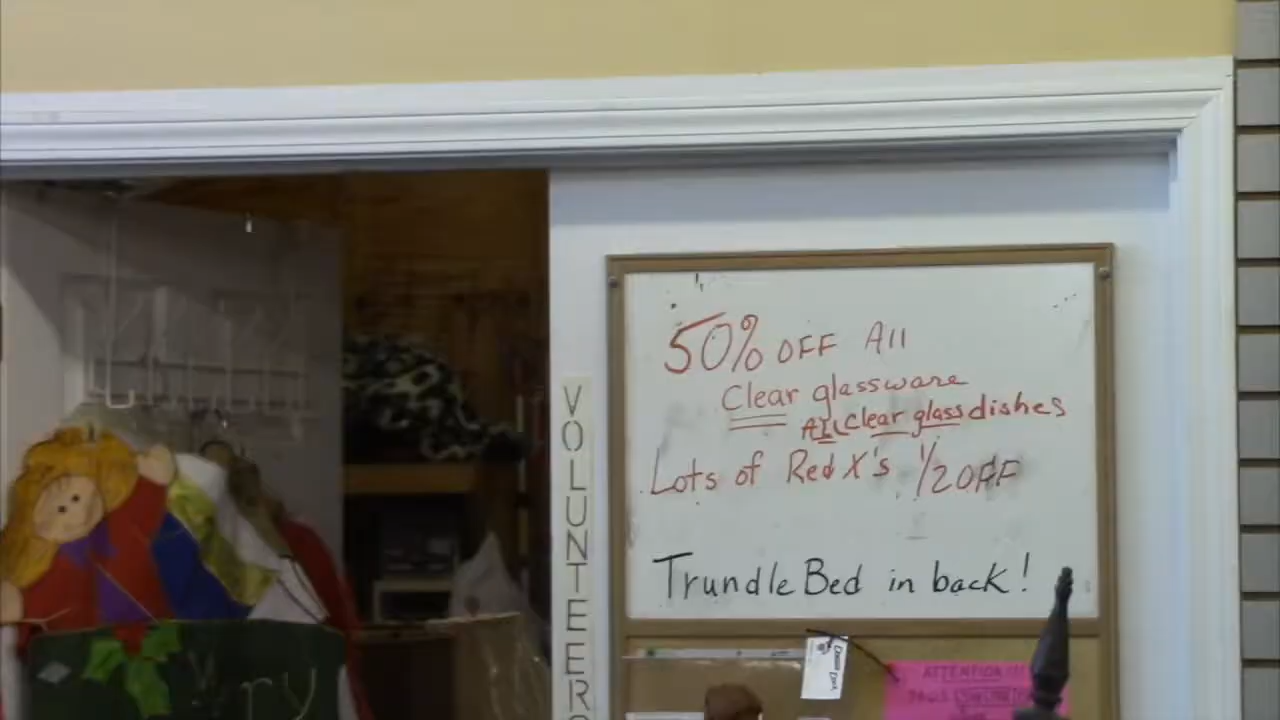 50% OFF All
Clear glassware
All Clear glass dishes
Lots of Red X's 1/2 OFF
Trundle Bed in back!
VOLUNTEERS
ATTENTION!!!